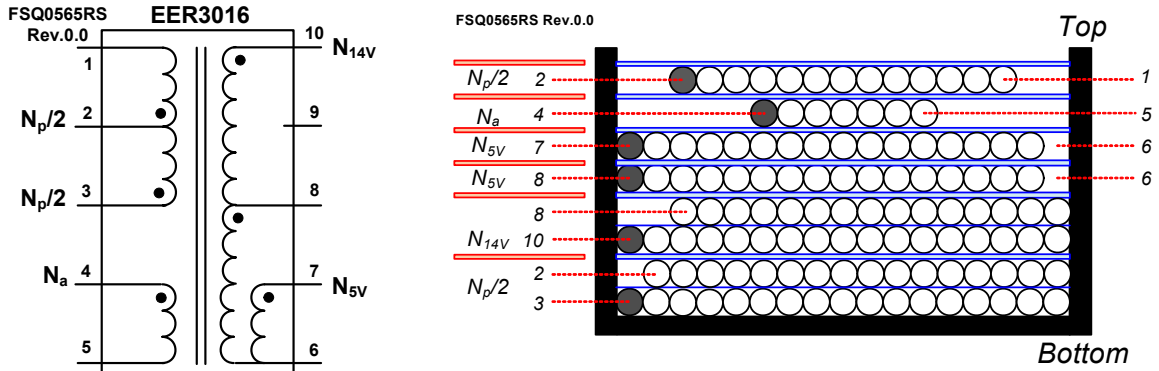 FSQ0565RS
Rev.0.0
EER3016
1
10
N14V
Np/2
2
9
Np/2
3
8
Na
4
7
N5V
5
6
FSQ0565RS Rev.0.0
Top
Np/2 2
1
Na 4
5
N5V 7
6
N5V 8
6
8
N14V 10
2
Np/2
3
Bottom